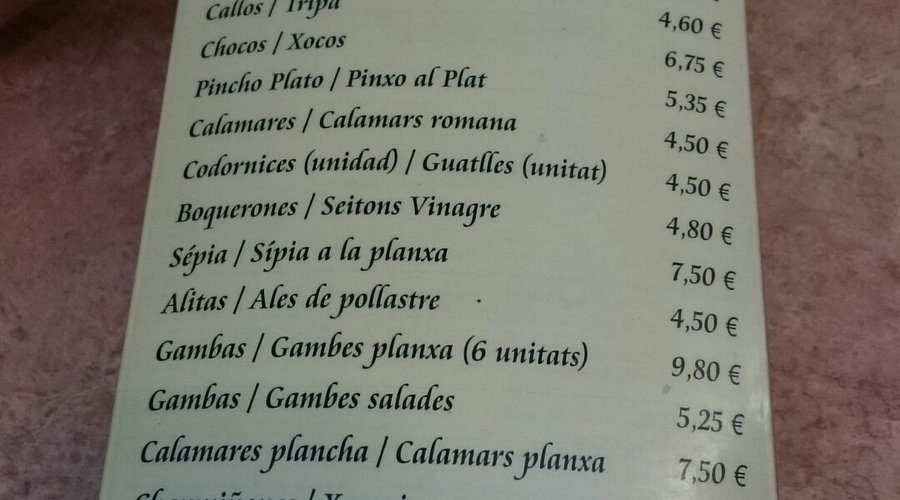 Callos / Tripa 4,60 €
Chocos / Xocos 6,75 €
Pincho Plato / Pinxo al Plat 5,35 €
Calamares / Calamars romana 4,50 €
Codornices (unidad) / Guatlles (unitat) 4,50 €
Boquerones / Seitons Vinagre 4,80 €
Sépia / Sípia a la planxa 7,50 €
Alitas / Ales de pollastre 4,50 €
Gambas / Gambes planxa (6 unitats) 9,80 €
Gambas / Gambes salades 5,25 €
Calamares plancha / Calamars planxa 7,50 €